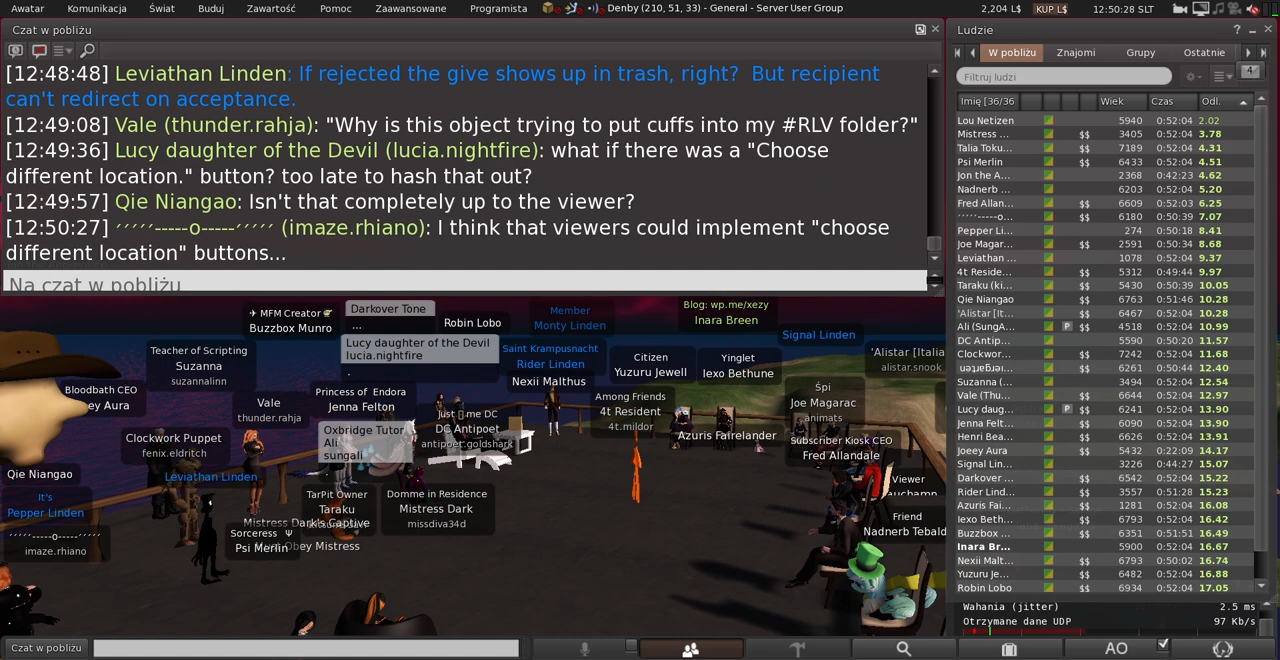 Awatar Komunikacja Świat Buduj Zawartość Pomoc Zaawansowane Programista Denby (210, 51, 33) - General - Server User Group 2,204 L$ KUP L$ 12:50:28 SLT
Czat w pobliżu
[12:48:48] Leviathan Linden: If rejected the give shows up in trash, right? But recipient
can't redirect on acceptance.
[12:49:08] Vale (thunder.rahja): "Why is this object trying to put cuffs into my #RLV folder?"
[12:49:36] Lucy daughter of the Devil (lucia.nightfire): what if there was a "Choose
different location." button? too late to hash that out?
[12:49:57] Qie Niangao: Isn't that completely up to the viewer?
[12:50:27] ´´´´´-----o-----´´´´´ (imaze.rhiano): I think that viewers could implement "choose
different location" buttons...
Na czat w pobliżu
Ludzie
W pobliżu Znajomi Grupy Ostatnie
Filtruj ludzi
4
Imię [36/36 Wiek Czas Odl.
Lou Netizen 5940 0:52:04 2.02
Mistress ... $$ 3405 0:52:04 3.78
Talia Toku... $$ 7189 0:52:04 4.31
Psi Merlin $$ 6433 0:52:04 4.51
Jon the A... 2368 0:42:23 4.62
Nadnerb ... 6203 0:52:04 5.20
Fred Allan... $$ 6609 0:52:03 6.25
´´´´´-----o... $$ 6180 0:50:39 7.07
Pepper Li... 274 0:50:18 8.41
Joe Magar... $$ 2591 0:50:34 8.68
Leviathan ... 1078 0:52:04 9.37
4t Reside... $$ 5312 0:49:44 9.97
Taraku (ki... $$ 5430 0:50:39 10.05
Qie Niangao $$ 6763 0:51:46 10.28
'Alistar [It... $$ 6467 0:52:04 10.28
Ali (SungA... P $$ 4518 0:52:04 10.99
DC Antip... 5590 0:50:20 11.57
Clockwor... $$ 7242 0:52:04 11.68
$$ 6261 0:50:44 12.40
Suzanna (... 3494 0:52:04 12.54
Vale (Thu... $$ 6644 0:52:04 12.97
Lucy daug... P $$ 6241 0:52:04 13.90
Jenna Felt... $$ 6090 0:52:04 13.90
Henri Bea... $$ 6626 0:52:04 13.91
Joeey Aura $$ 5432 0:22:09 14.17
Signal Lin... 3226 0:44:27 15.07
Darkover ... $$ 6542 0:52:04 15.22
Rider Lind... $$ 3557 0:51:28 15.23
Azuris Fai... $$ 1281 0:52:04 16.08
Iexo Beth... $$ 6793 0:52:04 16.42
Buzzbox ... $$ 6351 0:51:51 16.49
Inara Br... 5900 0:52:04 16.67
Nexii Malt... $$ 6793 0:50:02 16.74
Yuzuru Je... $$ 6482 0:52:04 16.88
Robin Lobo $$ 6934 0:52:04 17.05
Wahania (jitter) 2.5 ms
Otrzymane dane UDP 97 Kb/s
✈ MFM Creator
Buzzbox Munro
Darkover Tone
...
Robin Lobo
Member
Monty Linden
Blog: wp.me/xezy
Inara Breen
Signal Linden
Teacher of Scripting
Suzanna
suzannalinn
Lucy daughter of the Devil
lucia.nightfire
.
Saint Krampusnacht
Rider Linden
Nexii Malthus
Citizen
Yuzuru Jewell
Yinglet
Iexo Bethune
'Alistar [Italia
alistar.snook
Bloodbath CEO
ey Aura
Vale
thunder.rahja
Princess of Endora
Jenna Felton
Among Friends
4t Resident
4t.mildor
Śpi
Joe Magarac
animats
Clockwork Puppet
fenix.eldritch
Oxbridge Tutor
Ali
sungali
me DC
DC Antipoet
antipoet.goldshark
Azuris Fairelander
Subscriber Kiosk CEO
Fred Allandale
Qie Niangao
Leviathan Linden
It's
Pepper Linden
TarPit Owner
Taraku
Domme in Residence
Mistress Dark
missdiva34d
Viewer
Mistress Dark's Captive
Sorceress Ψ
Psi Merlin
Obey Mistress
´´´´´-----o-----´´´´´
imaze.rhiano
Friend
Nadnerb Tebald
Czat w pobliżu
AO